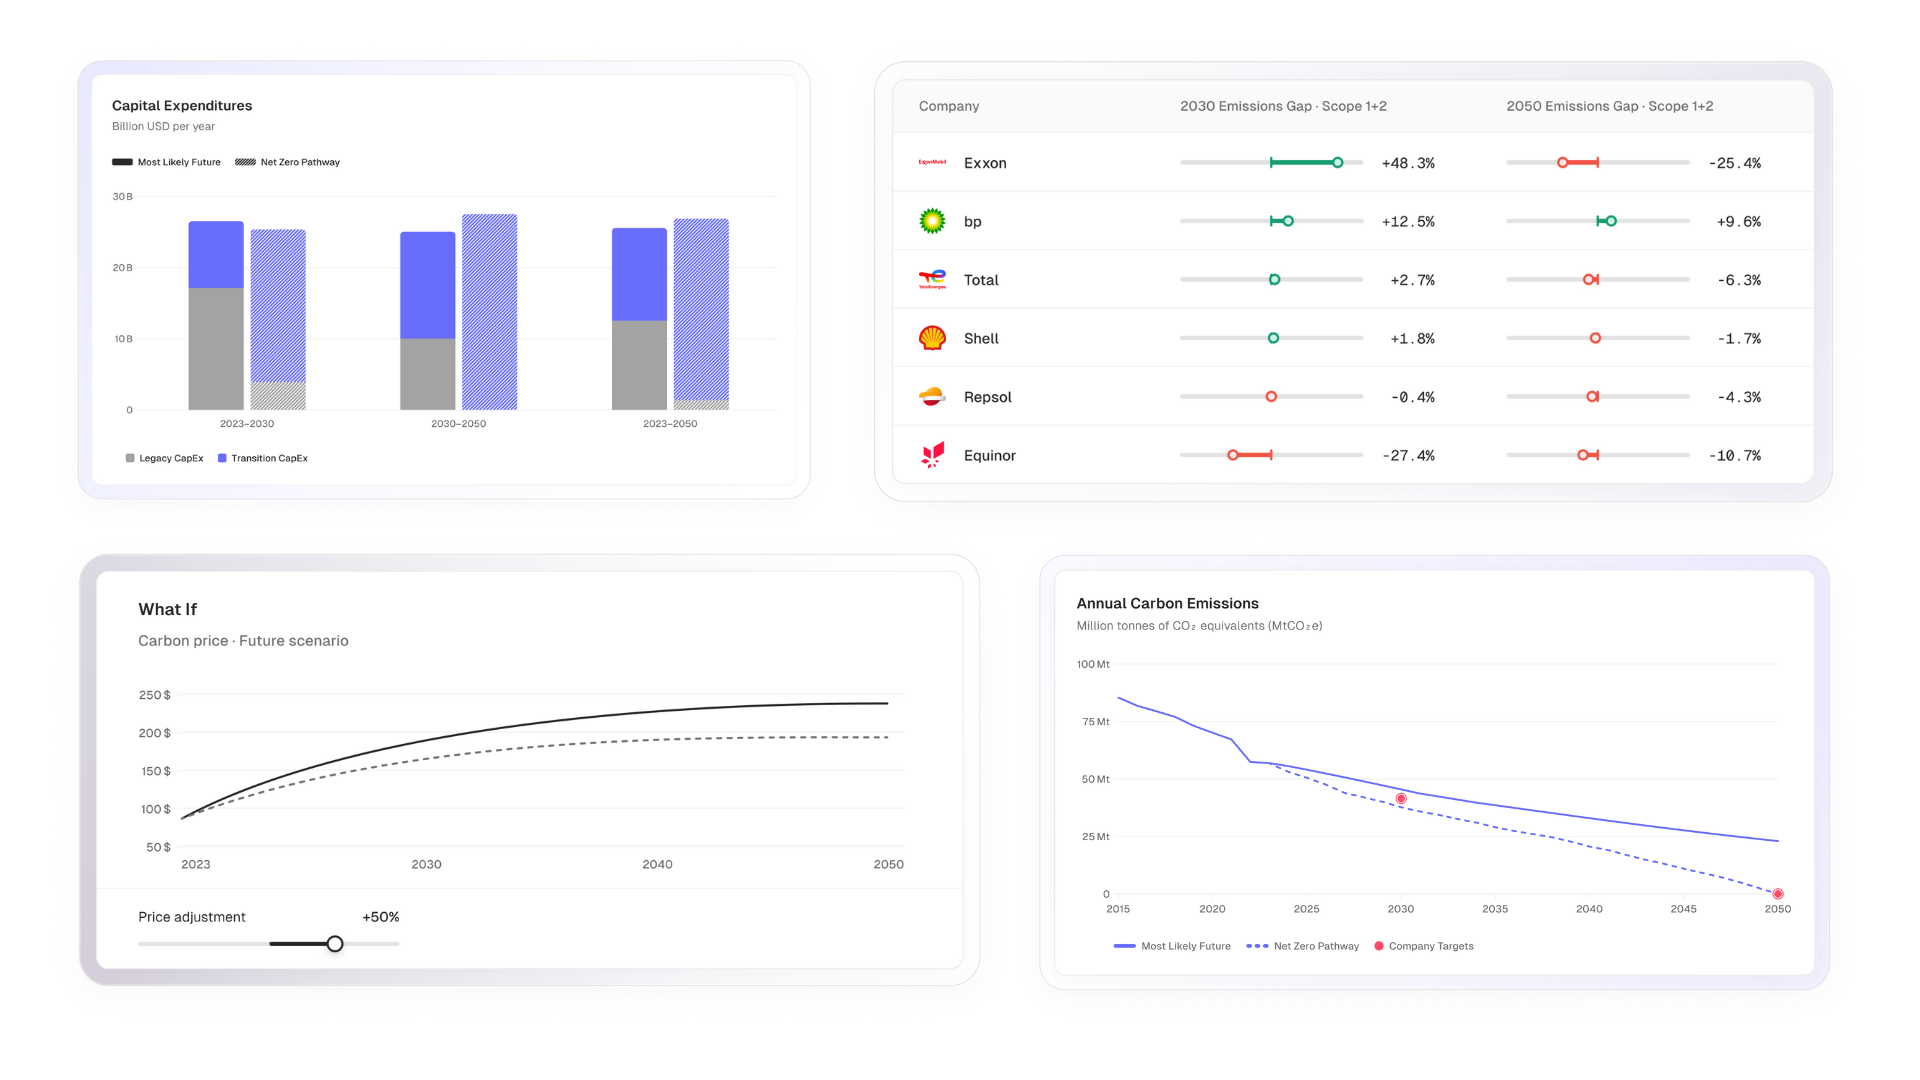 Capital Expenditures
Billion USD per year
Most Likely Future Net Zero Pathway
30 B
20 B
10 B
0
2023–2030 2030–2050 2023–2050
Legacy CapEx Transition CapEx
Company 2030 Emissions Gap · Scope 1+2 2050 Emissions Gap · Scope 1+2
ExxonMobil Exxon +48.3% -25.4%
bp +12.5% +9.6%
Total +2.7% -6.3%
TotalEnergies
Shell +1.8% -1.7%
Repsol -0.4% -4.3%
Equinor -27.4% -10.7%
What If
Carbon price · Future scenario
250 $
200 $
150 $
100 $
50 $
2023 2030 2040 2050
Price adjustment +50%
Annual Carbon Emissions
Million tonnes of CO₂ equivalents (MtCO₂e)
100 Mt
75 Mt
50 Mt
25 Mt
0
2015 2020 2025 2030 2035 2040 2045 2050
Most Likely Future Net Zero Pathway Company Targets